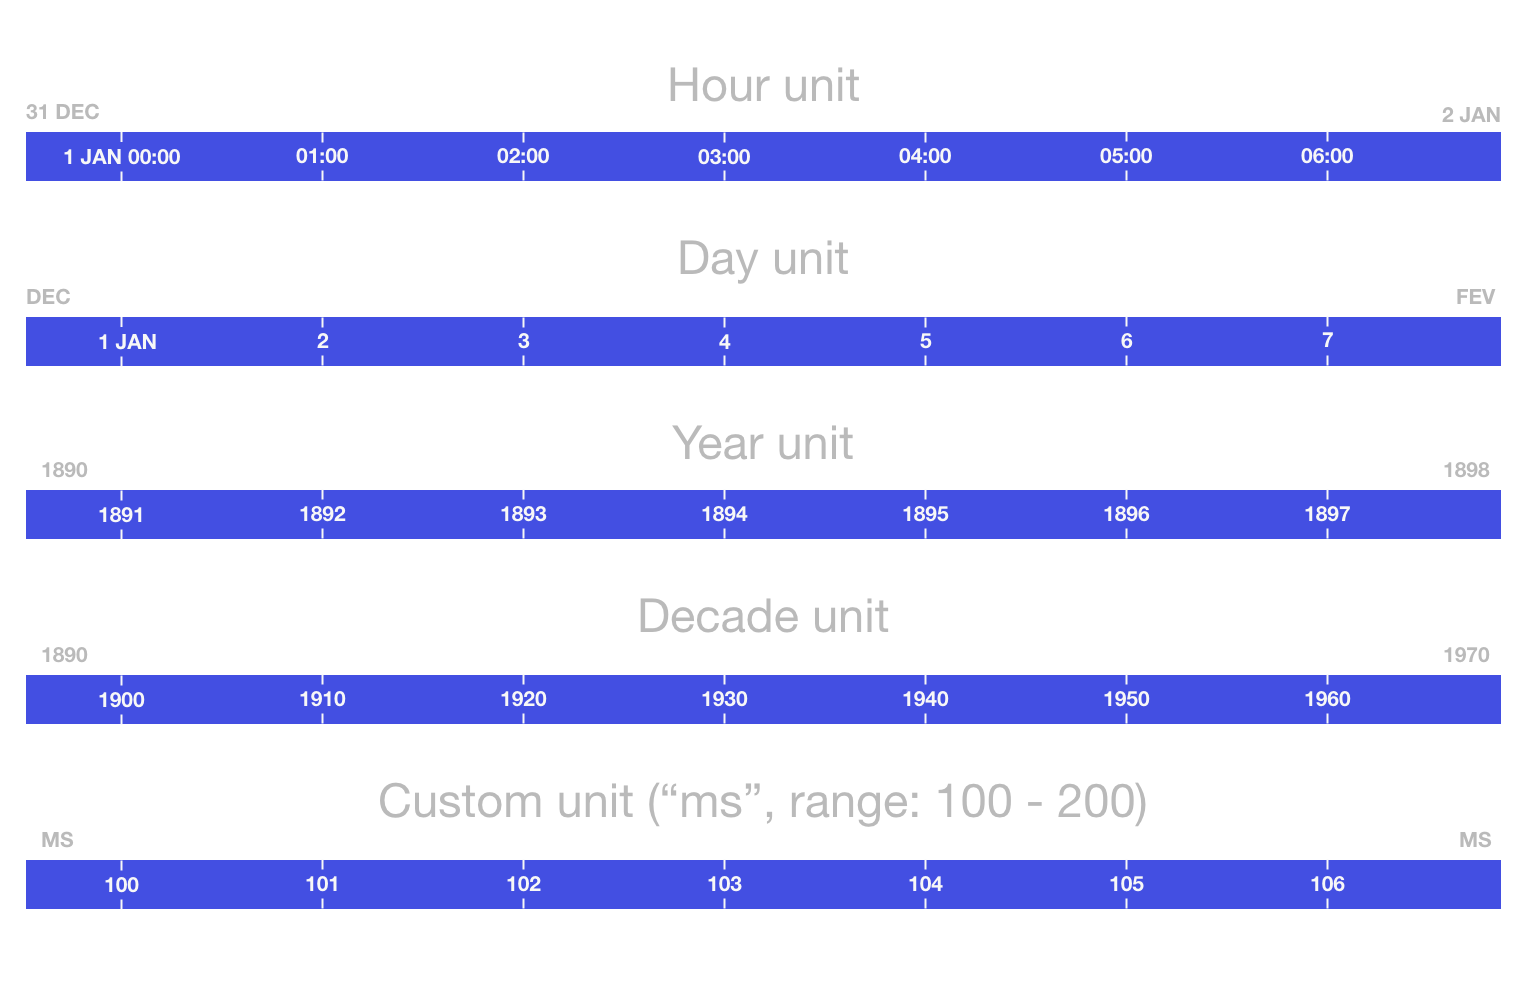 Hour unit
31 DEC 2 JAN
1 JAN 00:00 01:00 02:00 03:00 04:00 05:00 06:00
Day unit
DEC FEV
1 JAN 2 3 4 5 6 7
Year unit
1890 1898
1891 1892 1893 1894 1895 1896 1897
Decade unit
1890 1970
1900 1910 1920 1930 1940 1950 1960
Custom unit (“ms”, range: 100 - 200)
MS MS
100 101 102 103 104 105 106